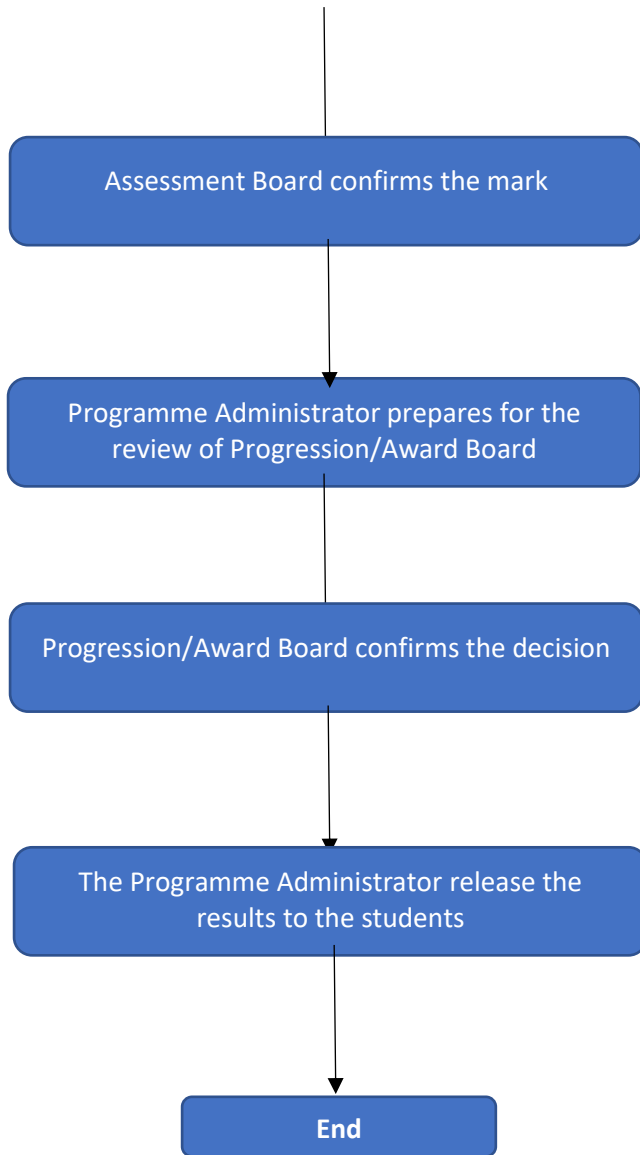 Assessment Board confirms the mark
Programme Administrator prepares for the
review of Progression/Award Board
Progression/Award Board confirms the decision
The Programme Administrator release the
results to the students
End